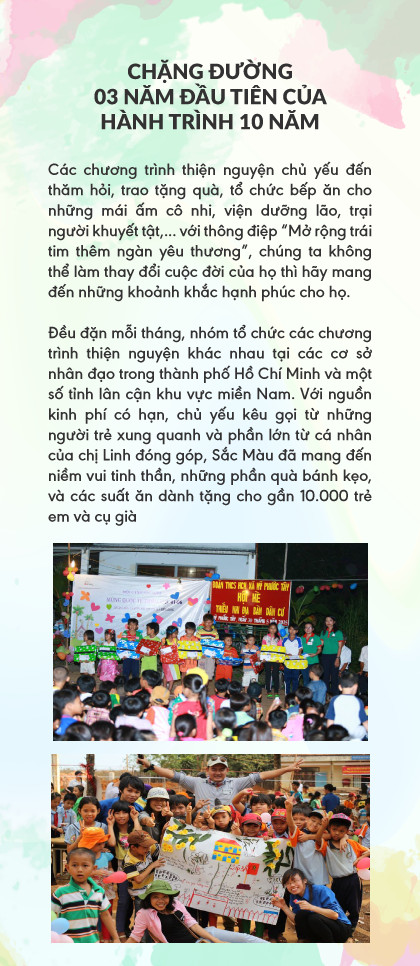 CHẶNG ĐƯỜNG
03 NĂM ĐẦU TIÊN CỦA
HÀNH TRÌNH 10 NĂM
Các chương trình thiện nguyện chủ yếu đến
thăm hỏi, trao tặng quà, tổ chức bếp ăn cho
những mái ấm cô nhi, viện dưỡng lão, trại
người khuyết tật,... với thông điệp “Mở rộng trái
tim thêm ngàn yêu thương”, chúng ta không
thể làm thay đổi cuộc đời của họ thì hãy mang
đến những khoảnh khắc hạnh phúc cho họ.
Đều đặn mỗi tháng, nhóm tổ chức các chương
trình thiện nguyện khác nhau tại các cơ sở
nhân đạo trong thành phố Hồ Chí Minh và một
số tỉnh lân cận khu vực miền Nam. Với nguồn
kinh phí có hạn, chủ yếu kêu gọi từ những
người trẻ xung quanh và phần lớn từ cá nhân
của chị Linh đóng góp, Sắc Màu đã mang đến
niềm vui tinh thần, những phần quà bánh kẹo,
và các suất ăn dành tặng cho gần 10.000 trẻ
em và cụ già
ĐOÀN TNCS HCM XÃ MỸ PHƯỚC TÂY
HỘI HÈ
THIẾU NHI ĐỊA BÀN DÂN CƯ